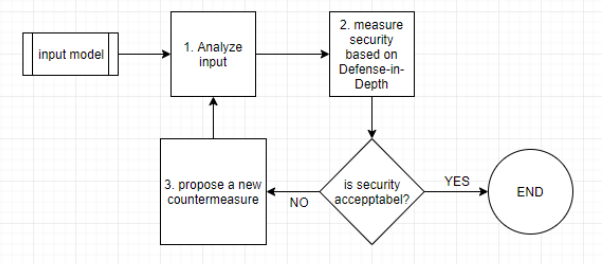 input model
1. Analyze
input
2. measure
security
based on
Defense-in-
Depth
3. propose a new
countermeasure
NO
is security
accepptabel?
YES
END